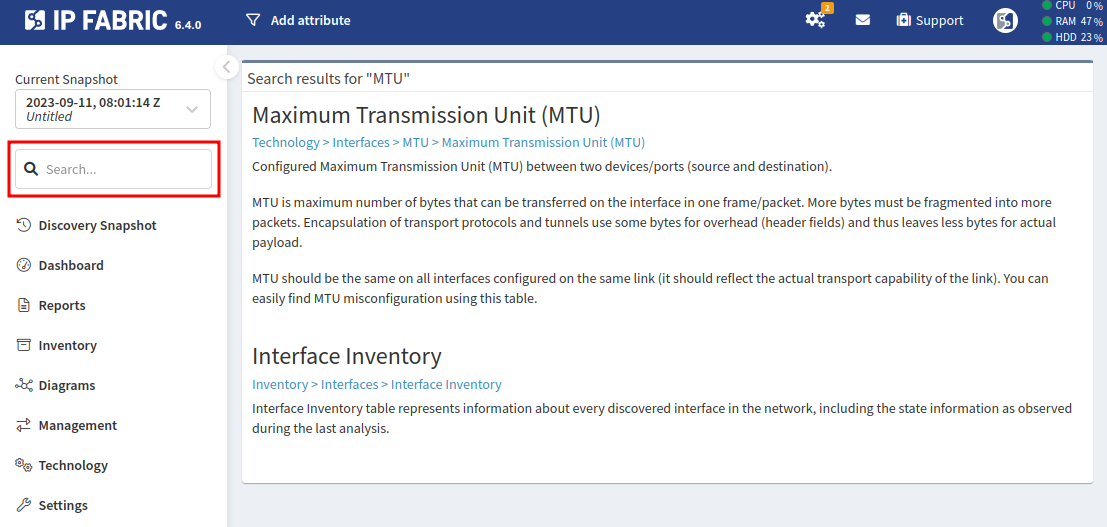 IP FABRIC 6.4.0
Add attribute
2
Support
CPU 0 %
RAM 47 %
HDD 23 %
Current Snapshot
2023-09-11, 08:01:14 Z
Untitled
Search...
Discovery Snapshot
Dashboard
Reports
Inventory
Diagrams
Management
Technology
Settings
Search results for "MTU"
Maximum Transmission Unit (MTU)
Technology > Interfaces > MTU > Maximum Transmission Unit (MTU)
Configured Maximum Transmission Unit (MTU) between two devices/ports (source and destination).
MTU is maximum number of bytes that can be transferred on the interface in one frame/packet. More bytes must be fragmented into more
packets. Encapsulation of transport protocols and tunnels use some bytes for overhead (header fields) and thus leaves less bytes for actual
payload.
MTU should be the same on all interfaces configured on the same link (it should reflect the actual transport capability of the link). You can
easily find MTU misconfiguration using this table.
Interface Inventory
Inventory > Interfaces > Interface Inventory
Interface Inventory table represents information about every discovered interface in the network, including the state information as observed
during the last analysis.